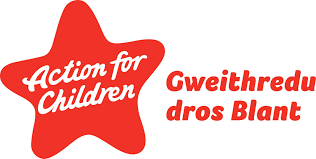 Action for
Children
Gweithredu
dros Blant